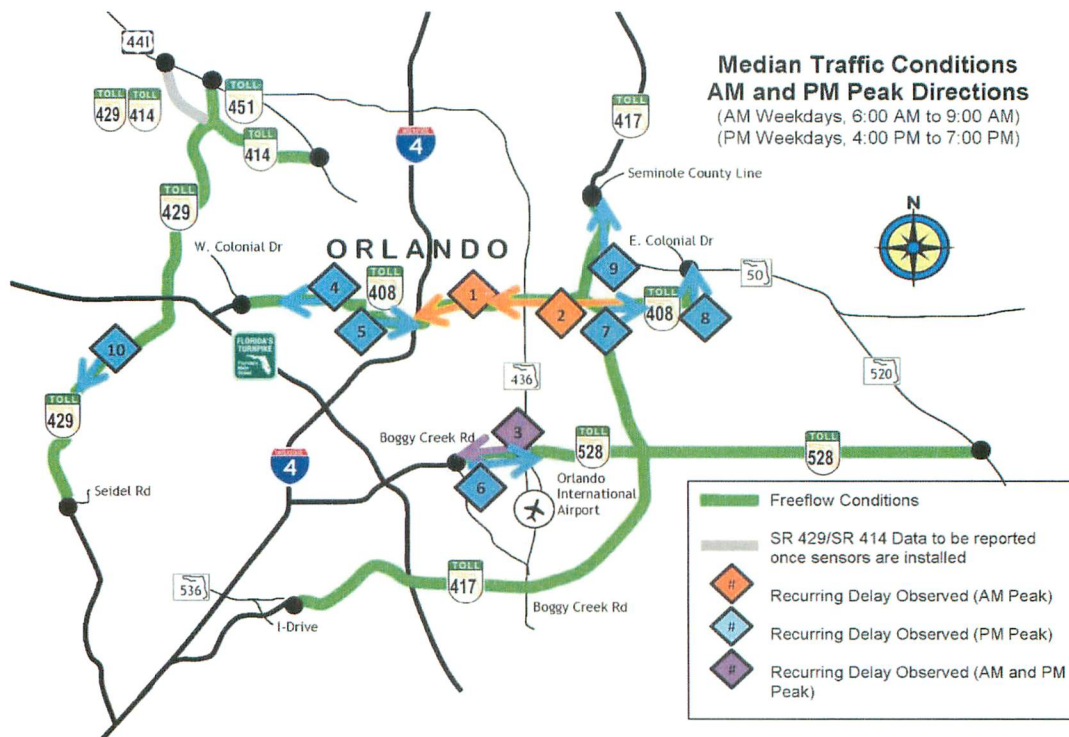 Median Traffic Conditions
AM and PM Peak Directions
(AM Weekdays, 6:00 AM to 9:00 AM)
(PM Weekdays, 4:00 PM to 7:00 PM)
441
TOLL
429
TOLL
414
TOLL
451
TOLL
414
4
TOLL
417
Seminole County Line
TOLL
429
W. Colonial Dr
ORLANDO
E. Colonial Dr
N
50
4
TOLL
408
1
2
9
TOLL
408
8
5
7
10
FLORIDA'S
TURNPIKE
436
520
TOLL
429
Boggy Creek Rd
3
TOLL
528
TOLL
528
4
6
Orlando
International
Airport
Seidel Rd
536
TOLL
417
I-Drive
Boggy Creek Rd
Freeflow Conditions
SR 429/SR 414 Data to be reported
once sensors are installed
# Recurring Delay Observed (AM Peak)
# Recurring Delay Observed (PM Peak)
# Recurring Delay Observed (AM and PM
Peak)